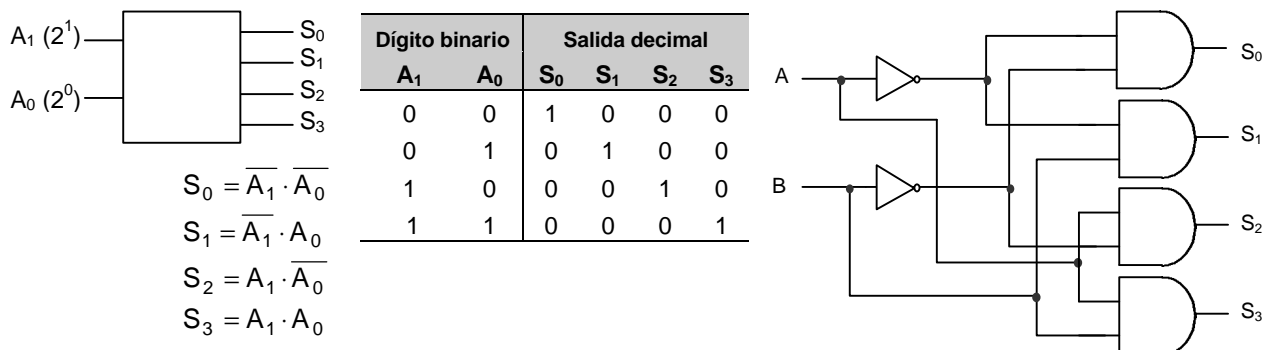 A₁ (2¹)
A₀ (2⁰)
S₀
S₁
S₂
S₃
S₀ = A̅₁̅ · A̅₀̅
S₁ = A̅₁̅ · A₀
S₂ = A₁ · A̅₀̅
S₃ = A₁ · A₀
Dígito binario Salida decimal
A₁ A₀ S₀ S₁ S₂ S₃
0 0 1 0 0 0
0 1 0 1 0 0
1 0 0 0 1 0
1 1 0 0 0 1
A
B
S₀
S₁
S₂
S₃